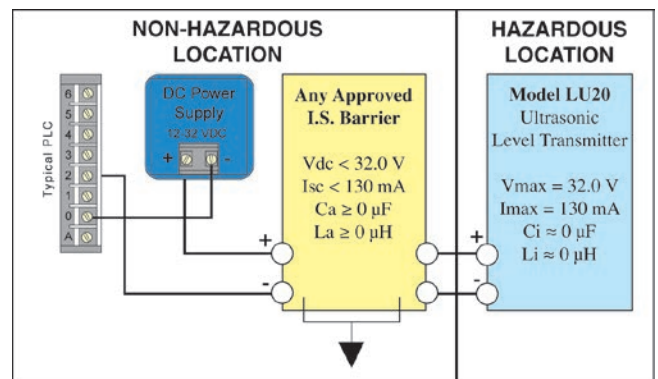 NON-HAZARDOUS
LOCATION
HAZARDOUS
LOCATION
Typical PLC
6
5
4
3
2
1
0
A
DC Power
Supply
12-32 VDC
+ -
Any Approved
I.S. Barrier
Vdc < 32.0 V
Isc < 130 mA
Ca ≥ 0 µF
La ≥ 0 µH
+
-
Model LU20
Ultrasonic
Level Transmitter
Vmax = 32.0 V
Imax = 130 mA
Ci ≈ 0 µF
Li ≈ 0 µH
+
-